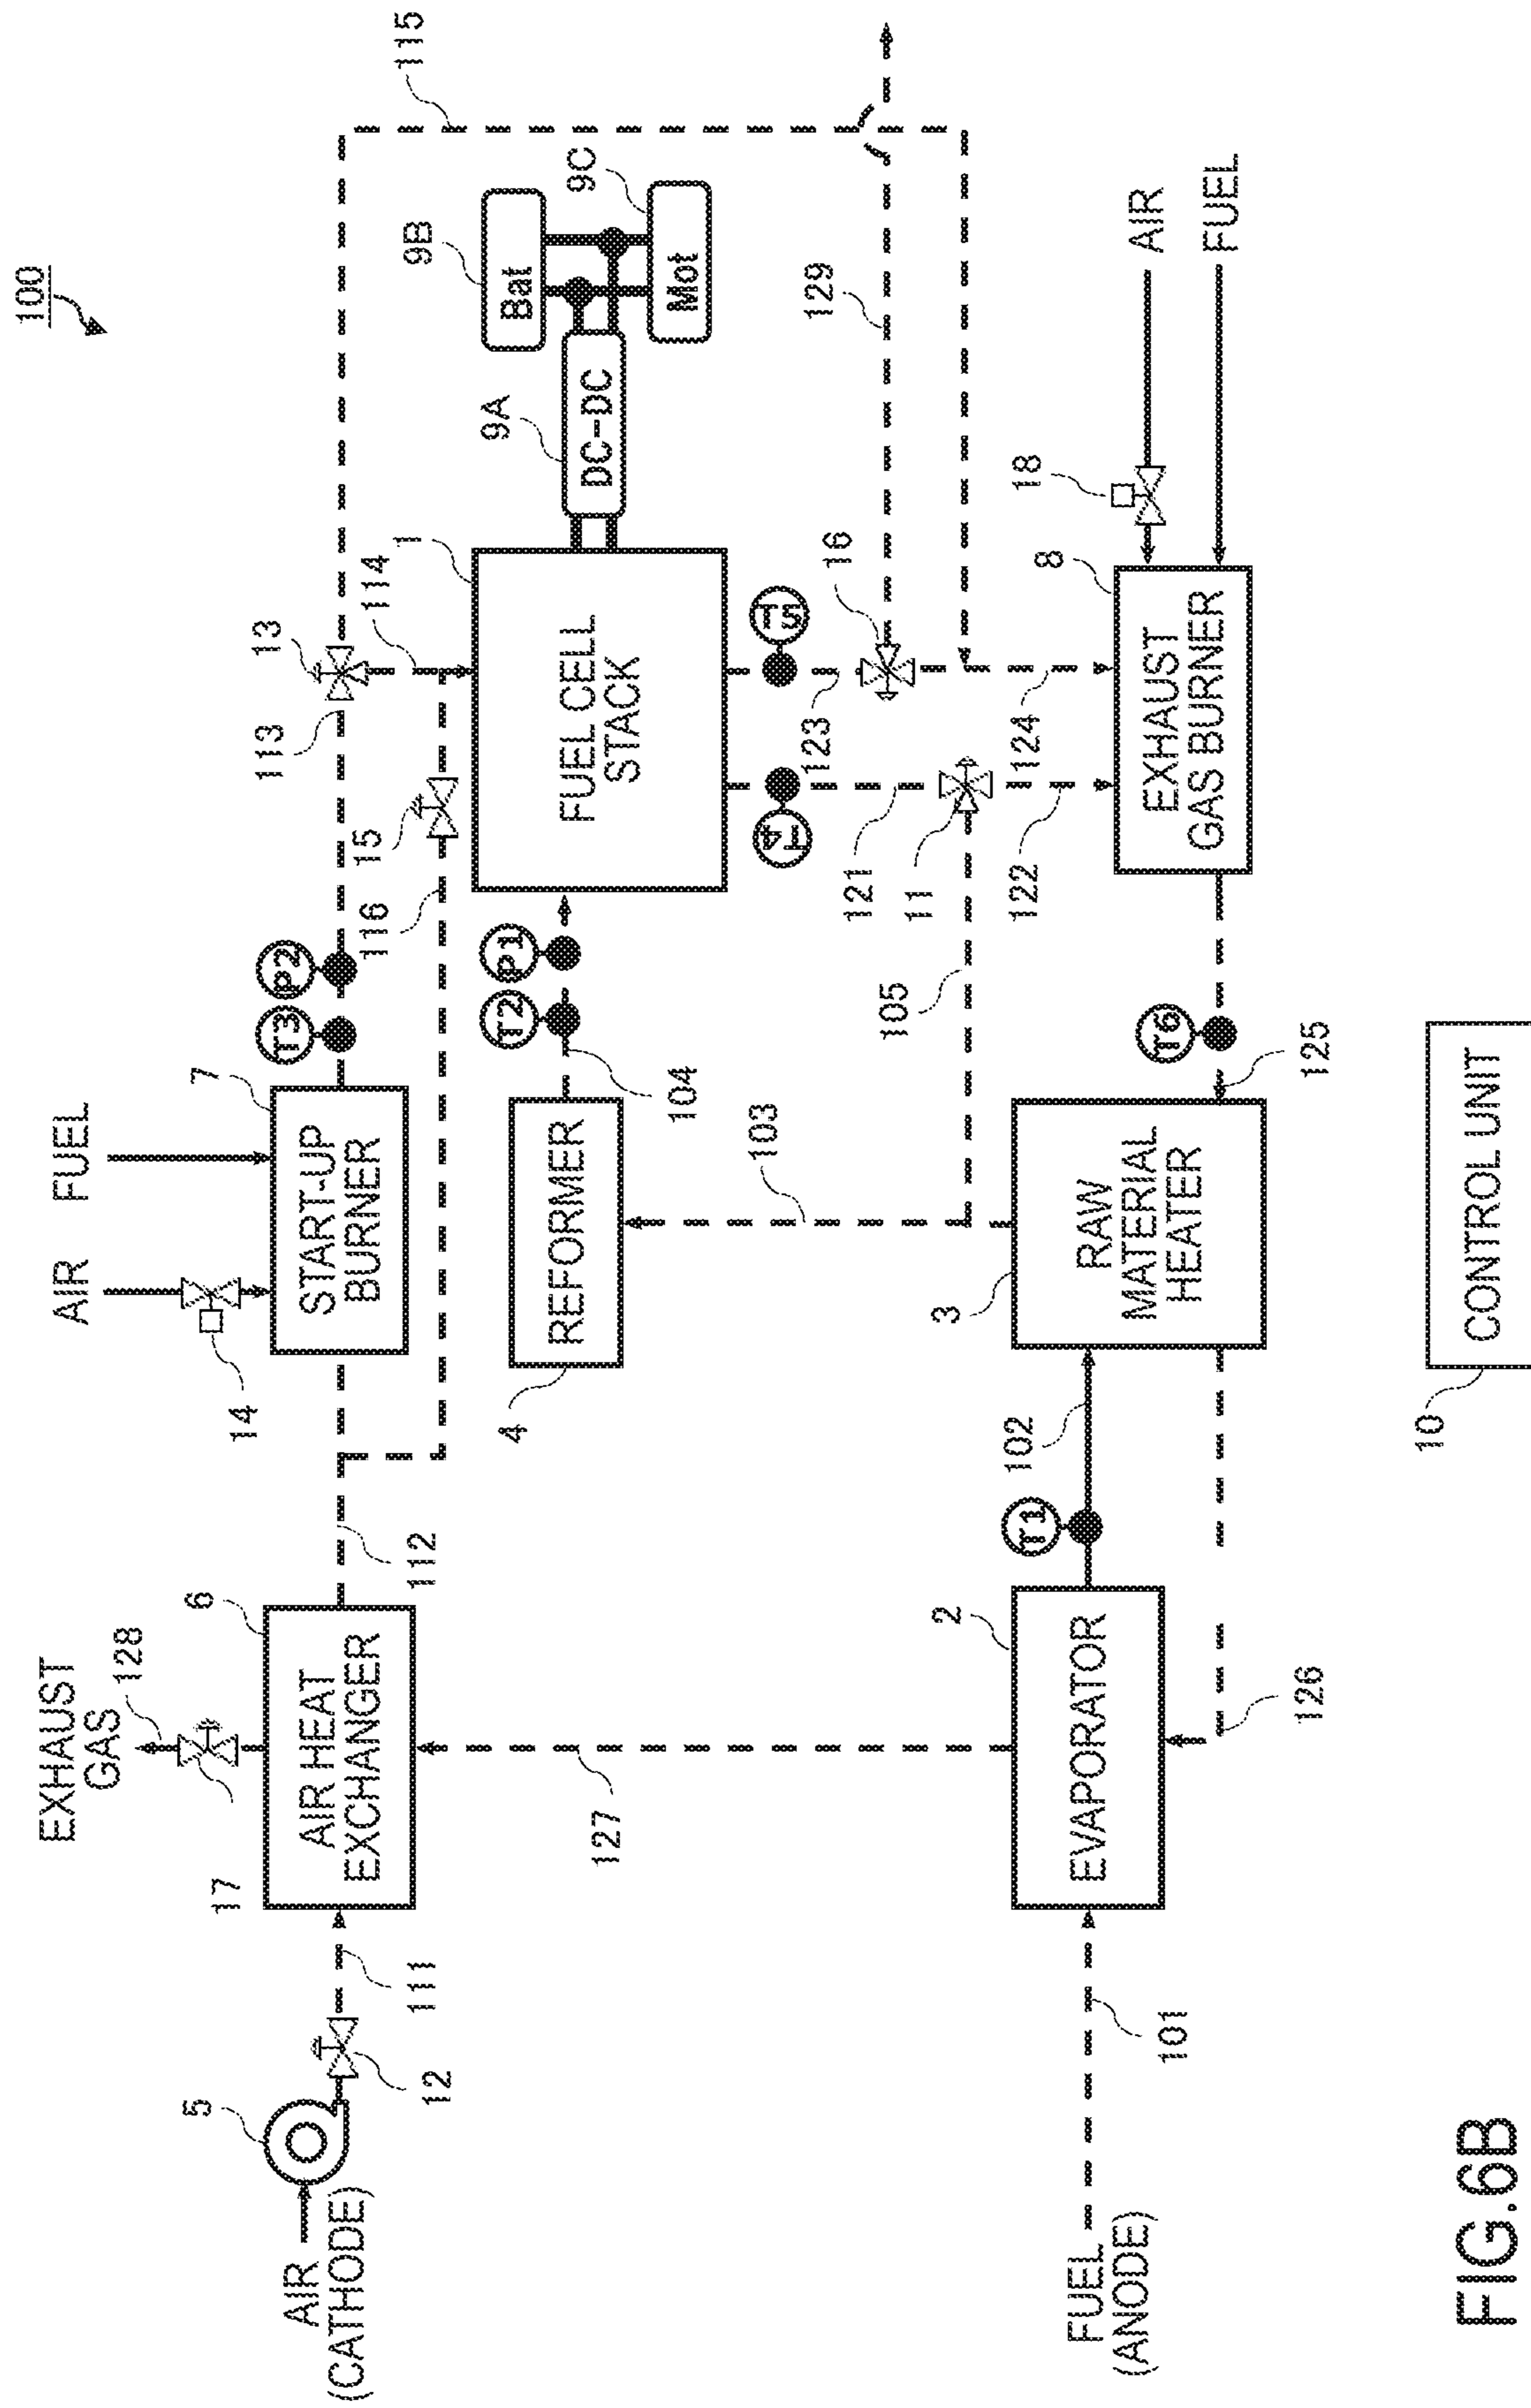 100
EXHAUST
GAS
128
17
6
AIR HEAT
EXCHANGER
AIR
(CATHODE)
5
12
111
112
AIR
FUEL
14
7
START-UP
BURNER
T3
P2
113
13
114
115
15
116
4
REFORMER
T2
P1
104
1
FUEL CELL
STACK
9A
DC-DC
9B
Bat
9C
Mot
T4
T5
121
123
16
129
11
105
103
122
124
127
FUEL
(ANODE)
101
2
EVAPORATOR
T1
102
3
RAW
MATERIAL
HEATER
T6
125
126
8
EXHAUST
GAS BURNER
18
AIR
FUEL
10
CONTROL UNIT
FIG.6B